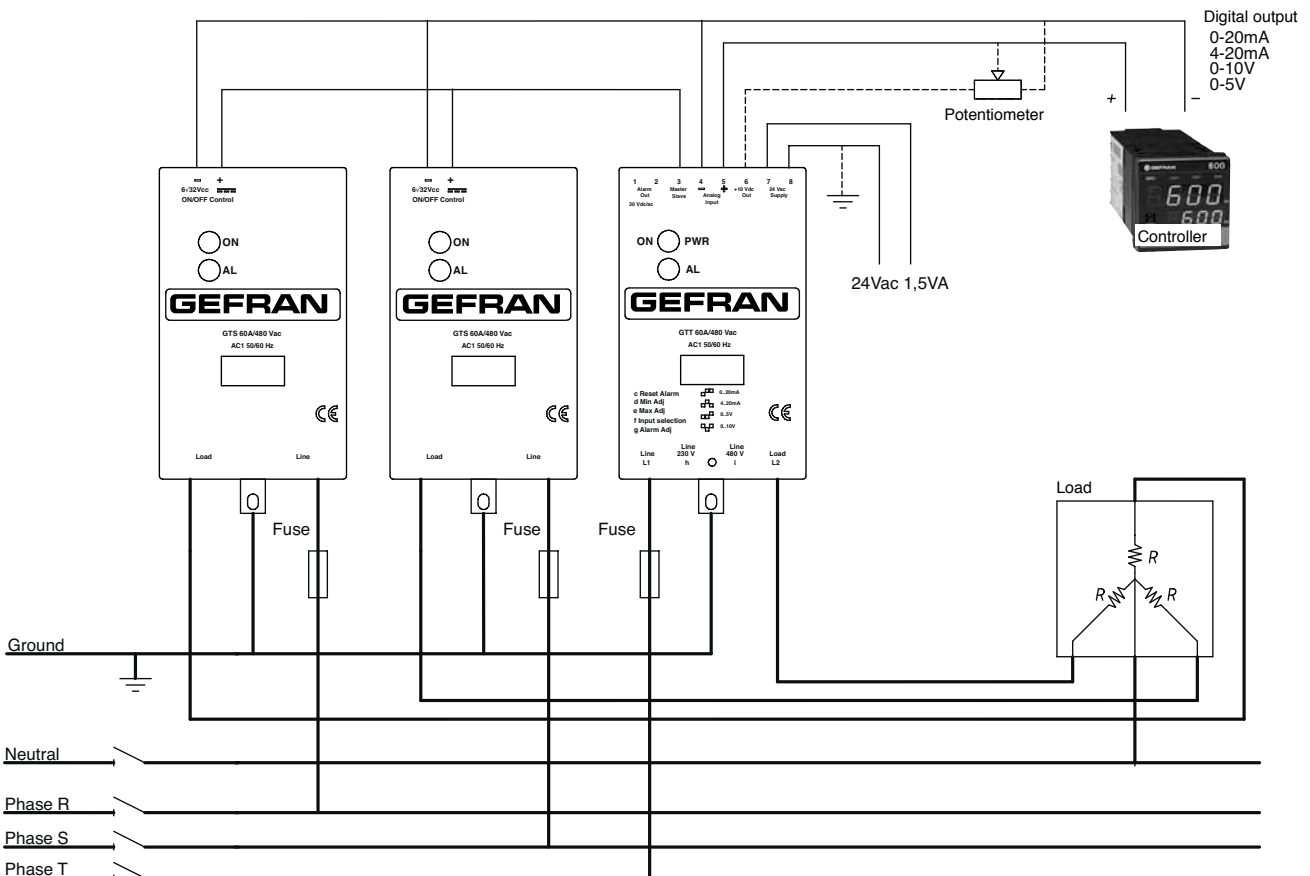 Digital output
0-20mA
4-20mA
0-10V
0-5V
+ −
Potentiometer
GEFRAN 600
600
600
Controller
24Vac 1,5VA
− +
6√32Vcc
ON/OFF Control
ON
AL
GEFRAN
GTS 60A/480 Vac
AC1 50/60 Hz
CE
Load Line
− +
6√32Vcc
ON/OFF Control
ON
AL
GEFRAN
GTS 60A/480 Vac
AC1 50/60 Hz
CE
Load Line
1 2 3 4 5 6 7 8
Alarm Out
30 Vdc/ac
Master Slave
− +
Analog Input
+10 Vdc Out
24 Vac Supply
ON PWR
AL
GEFRAN
GTT 60A/480 Vac
AC1 50/60 Hz
c Reset Alarm
d Min Adj
e Max Adj
f Input selection
g Alarm Adj
0..20mA
4..20mA
0..5V
0..10V
CE
Line L1
Line 230 V h
Line 480 V i
Load L2
Fuse
Fuse
Fuse
Load
R
R R
Ground
Neutral
Phase R
Phase S
Phase T